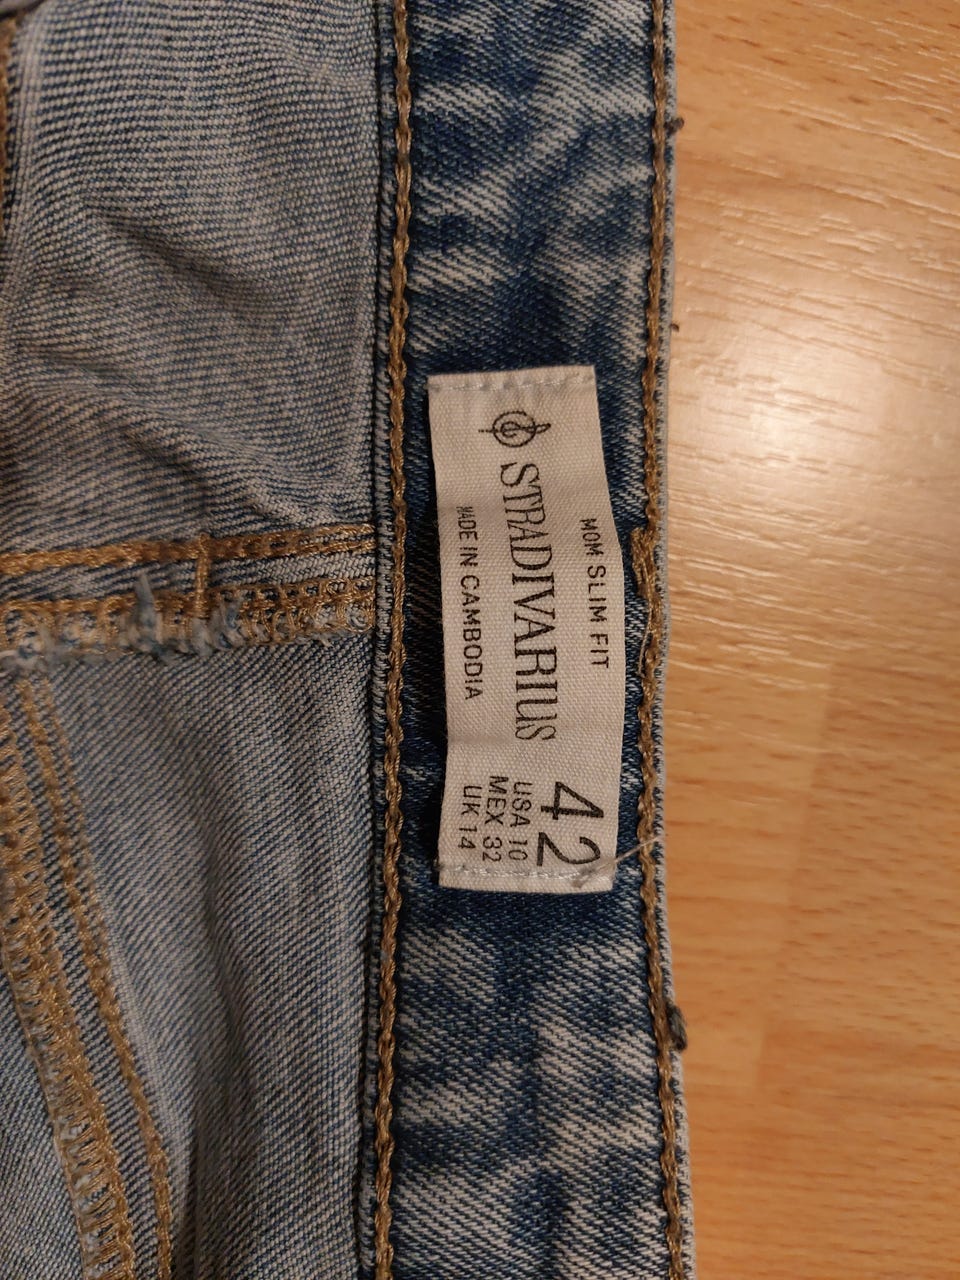 MOM SLIM FIT
STRADIVARIUS
MADE IN CAMBODIA
42
USA 10
MEX 32
UK 14